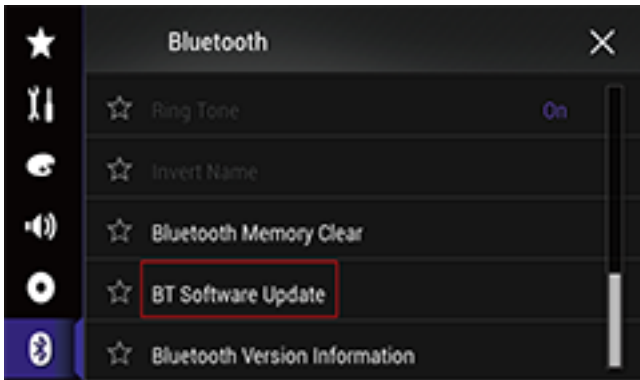 Bluetooth
Ring Tone On
Invert Name
Bluetooth Memory Clear
BT Software Update
Bluetooth Version Information